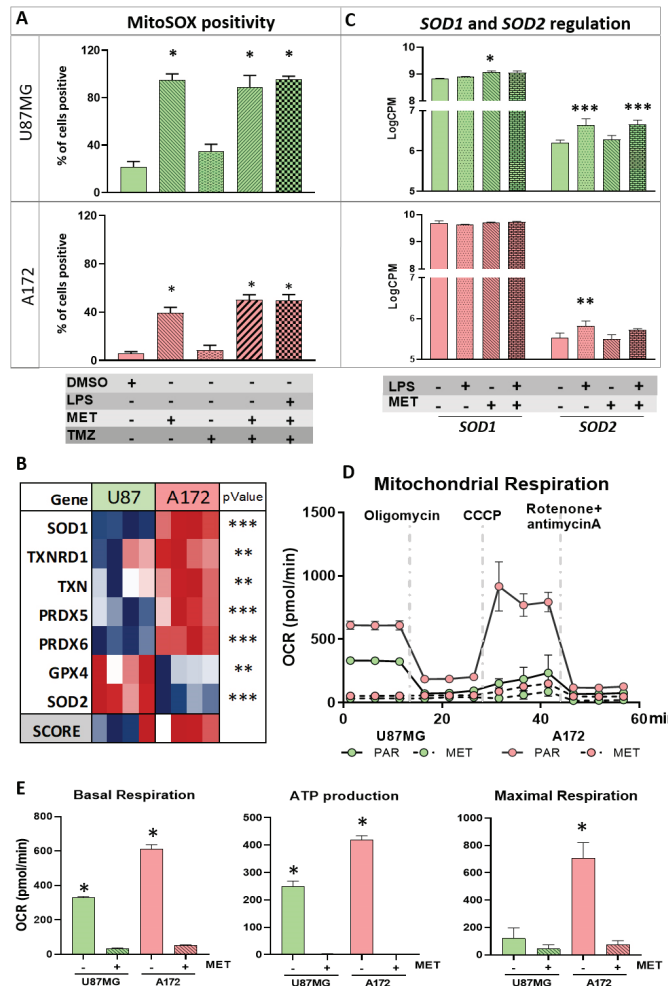 A
MitoSOX positivity
C
SOD1 and SOD2 regulation
U87MG
% of cells positive
120
80
40
0
*
*
*
LogCPM
10
9
8
7
6
5
*
***
***
A172
% of cells positive
120
80
40
0
*
*
*
LogCPM
10
9
8
7
6
5
**
DMSO + - - - -
LPS - - - - +
MET - + - + +
TMZ - - + + +
LPS - + - + - + - +
MET - - + + - - + +
SOD1 SOD2
B
Gene U87 A172 pValue
SOD1 ***
TXNRD1 **
TXN **
PRDX5 ***
PRDX6 ***
GPX4 **
SOD2 ***
SCORE
D
Mitochondrial Respiration
Oligomycin CCCP Rotenone+
antimycinA
OCR (pmol/min)
1500
1000
500
0
0 20 40 60 min
U87MG A172
PAR MET PAR MET
E
Basal Respiration
OCR (pmol/min)
800
600
400
200
0
*
*
- + - + MET
U87MG A172
ATP production
500
400
300
200
100
0
*
*
- + - + MET
U87MG A172
Maximal Respiration
1000
800
600
400
200
0
*
- + - + MET
U87MG A172